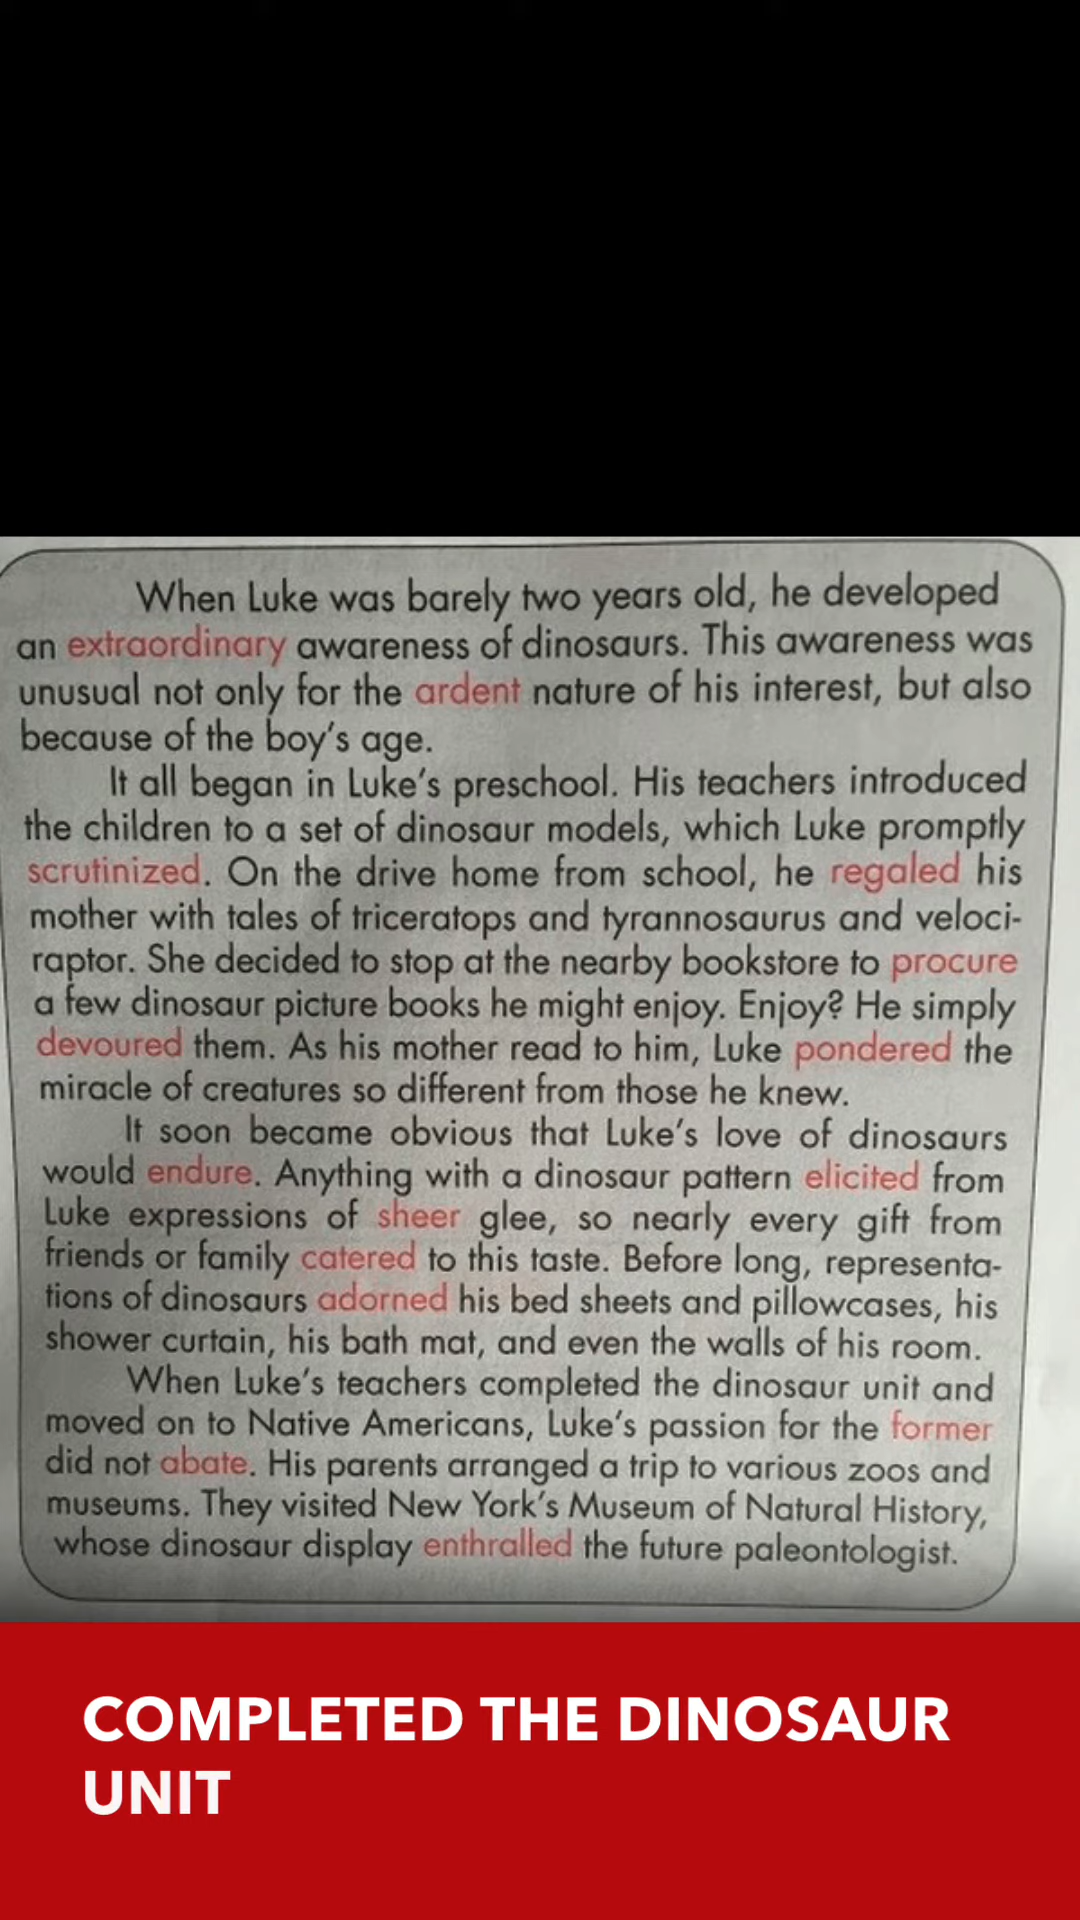 When Luke was barely two years old, he developed
an extraordinary awareness of dinosaurs. This awareness was
unusual not only for the ardent nature of his interest, but also
because of the boy's age.
It all began in Luke's preschool. His teachers introduced
the children to a set of dinosaur models, which Luke promptly
scrutinized. On the drive home from school, he regaled his
mother with tales of triceratops and tyrannosaurus and veloci-
raptor. She decided to stop at the nearby bookstore to procure
a few dinosaur picture books he might enjoy. Enjoy? He simply
devoured them. As his mother read to him, Luke pondered the
miracle of creatures so different from those he knew.
It soon became obvious that Luke's love of dinosaurs
would endure. Anything with a dinosaur pattern elicited from
Luke expressions of sheer glee, so nearly every gift from
friends or family catered to this taste. Before long, representa-
tions of dinosaurs adorned his bed sheets and pillowcases, his
shower curtain, his bath mat, and even the walls of his room.
When Luke's teachers completed the dinosaur unit and
moved on to Native Americans, Luke's passion for the former
did not abate. His parents arranged a trip to various zoos and
museums. They visited New York's Museum of Natural History,
whose dinosaur display enthralled the future paleontologist.
COMPLETED THE DINOSAUR
UNIT